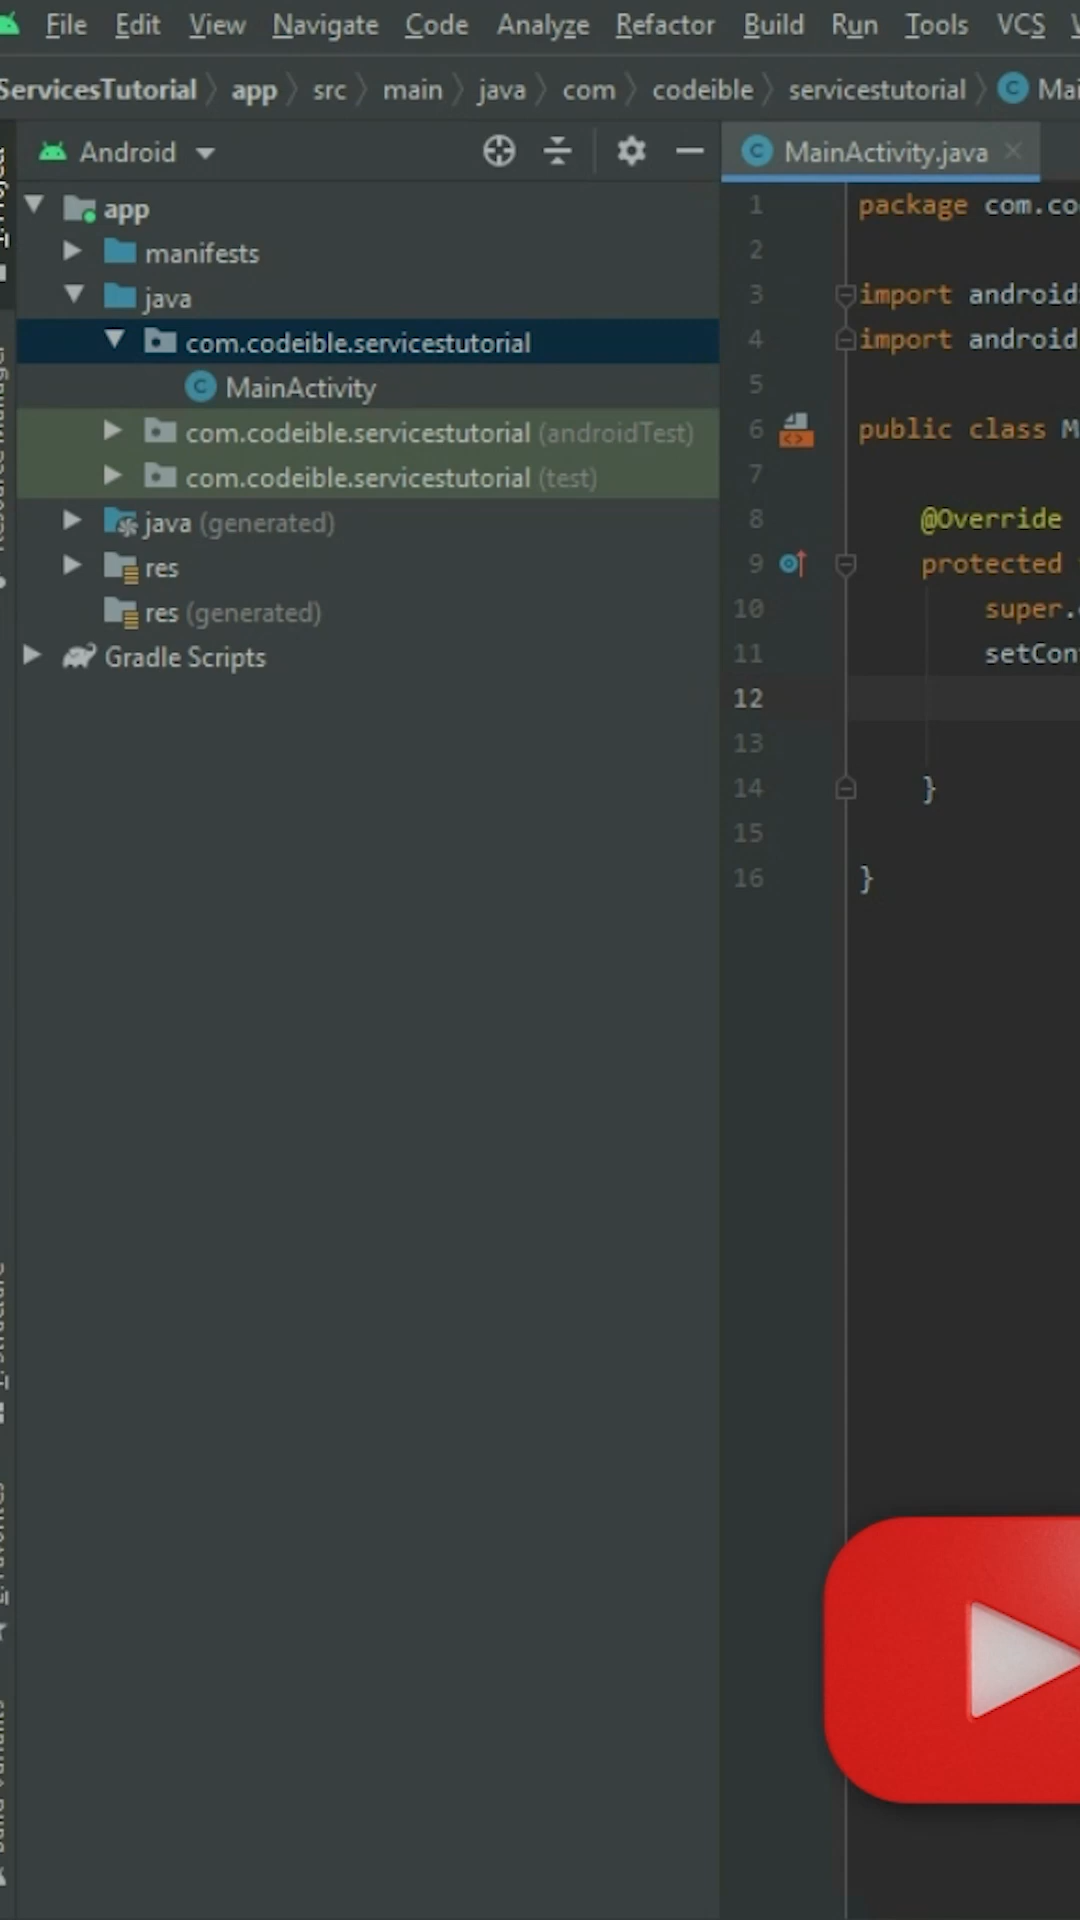 File Edit View Navigate Code Analyze Refactor Build Run Tools VCS
ServicesTutorial app src main java com codeible servicestutorial
Android
MainActivity.java
app
manifests
java
com.codeible.servicestutorial
MainActivity
com.codeible.servicestutorial (androidTest)
com.codeible.servicestutorial (test)
java (generated)
res
res (generated)
Gradle Scripts
1 package com.co
2
3 import android
4 import android
5
6 public class M
7
8 @Override
9 protected
10 super.
11 setCon
12
13
14 }
15
16 }